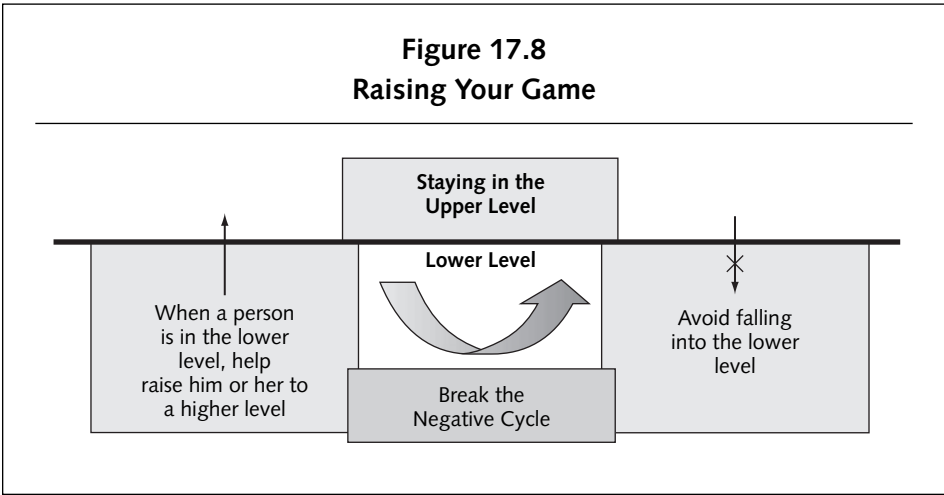 Figure 17.8
Raising Your Game
Staying in the
Upper Level
Lower Level
When a person
is in the lower
level, help
raise him or her to
a higher level
Break the
Negative Cycle
Avoid falling
into the lower
level